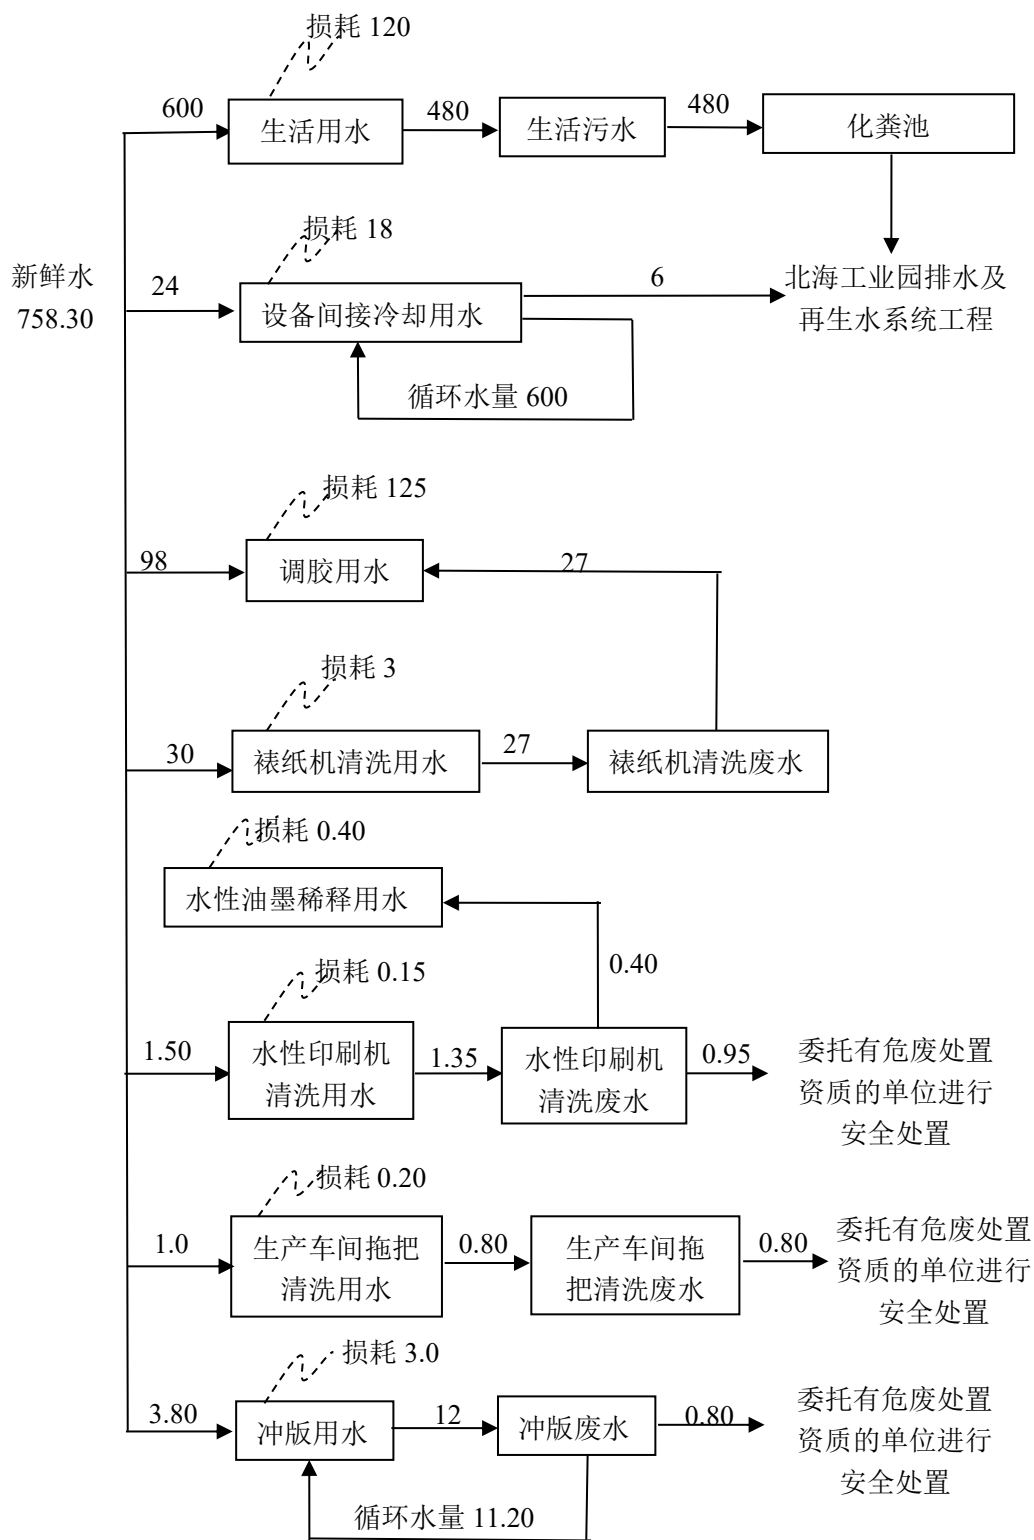 损耗 120
600
生活用水
480
生活污水
480
化粪池
损耗 18
新鲜水
758.30
24
设备间接冷却用水
6
北海工业园排水及
再生水系统工程
循环水量 600
损耗 125
98
调胶用水
27
损耗 3
30
裱纸机清洗用水
27
裱纸机清洗废水
损耗 0.40
水性油墨稀释用水
0.40
损耗 0.15
1.50
水性印刷机
清洗用水
1.35
水性印刷机
清洗废水
0.95
委托有危废处置
资质的单位进行
安全处置
损耗 0.20
1.0
生产车间拖把
清洗用水
0.80
生产车间拖
把清洗废水
0.80
委托有危废处置
资质的单位进行
安全处置
损耗 3.0
3.80
冲版用水
12
冲版废水
0.80
委托有危废处置
资质的单位进行
安全处置
循环水量 11.20